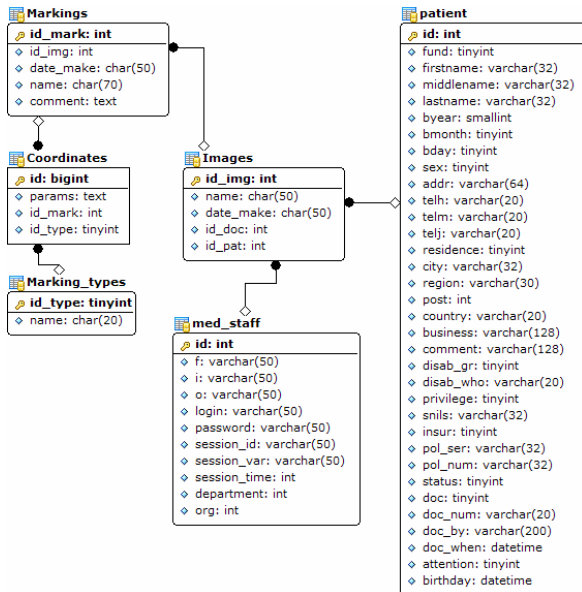 Markings
id_mark: int
id_img: int
date_make: char(50)
name: char(70)
comment: text
Coordinates
id: bigint
params: text
id_mark: int
id_type: tinyint
Marking_types
id_type: tinyint
name: char(20)
Images
id_img: int
name: char(50)
date_make: char(50)
id_doc: int
id_pat: int
med_staff
id: int
f: varchar(50)
i: varchar(50)
o: varchar(50)
login: varchar(50)
password: varchar(50)
session_id: varchar(50)
session_var: varchar(50)
session_time: int
department: int
org: int
patient
id: int
fund: tinyint
firstname: varchar(32)
middlename: varchar(32)
lastname: varchar(32)
byear: smallint
bmonth: tinyint
bday: tinyint
sex: tinyint
addr: varchar(64)
telh: varchar(20)
telm: varchar(20)
telj: varchar(20)
residence: tinyint
city: varchar(32)
region: varchar(30)
post: int
country: varchar(20)
business: varchar(128)
comment: varchar(128)
disab_gr: tinyint
disab_who: varchar(20)
privilege: tinyint
snils: varchar(32)
insur: tinyint
pol_ser: varchar(32)
pol_num: varchar(32)
status: tinyint
doc: tinyint
doc_num: varchar(20)
doc_by: varchar(200)
doc_when: datetime
attention: tinyint
birthday: datetime